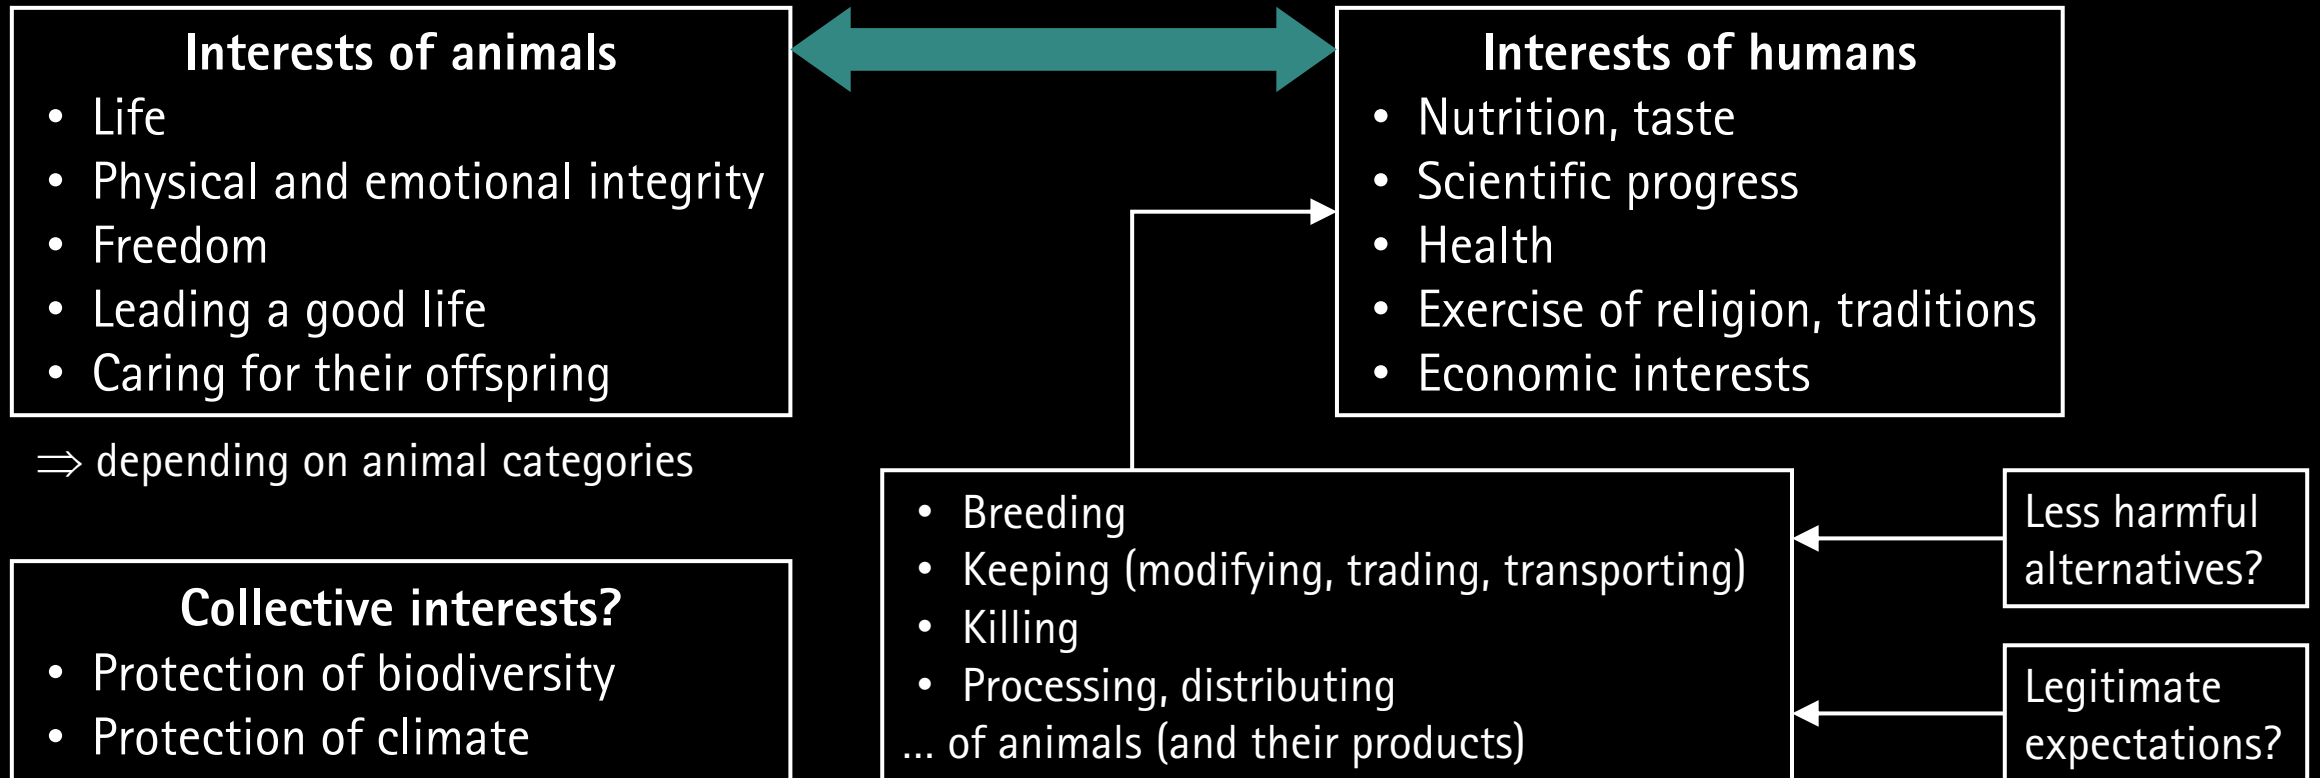 Interests of animals
• Life
• Physical and emotional integrity
• Freedom
• Leading a good life
• Caring for their offspring
⇒ depending on animal categories
Interests of humans
• Nutrition, taste
• Scientific progress
• Health
• Exercise of religion, traditions
• Economic interests
Collective interests?
• Protection of biodiversity
• Protection of climate
• Breeding
• Keeping (modifying, trading, transporting)
• Killing
• Processing, distributing
... of animals (and their products)
Less harmful
alternatives?
Legitimate
expectations?